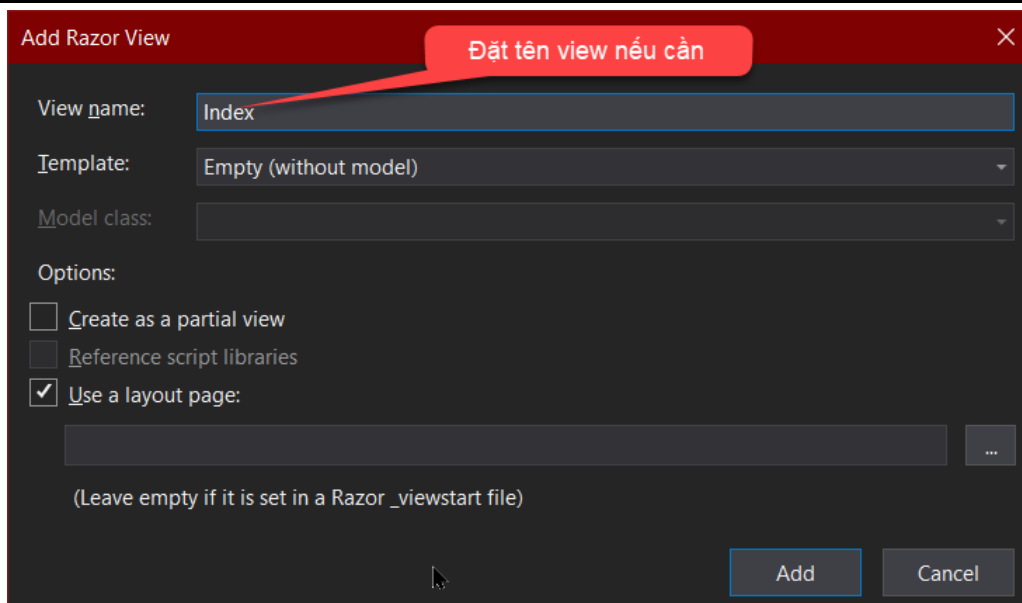 Add Razor View
Đặt tên view nếu cần
View name:
Index
Template:
Empty (without model)
Model class:
Options:
Create as a partial view
Reference script libraries
Use a layout page:
...
(Leave empty if it is set in a Razor _viewstart file)
Add
Cancel